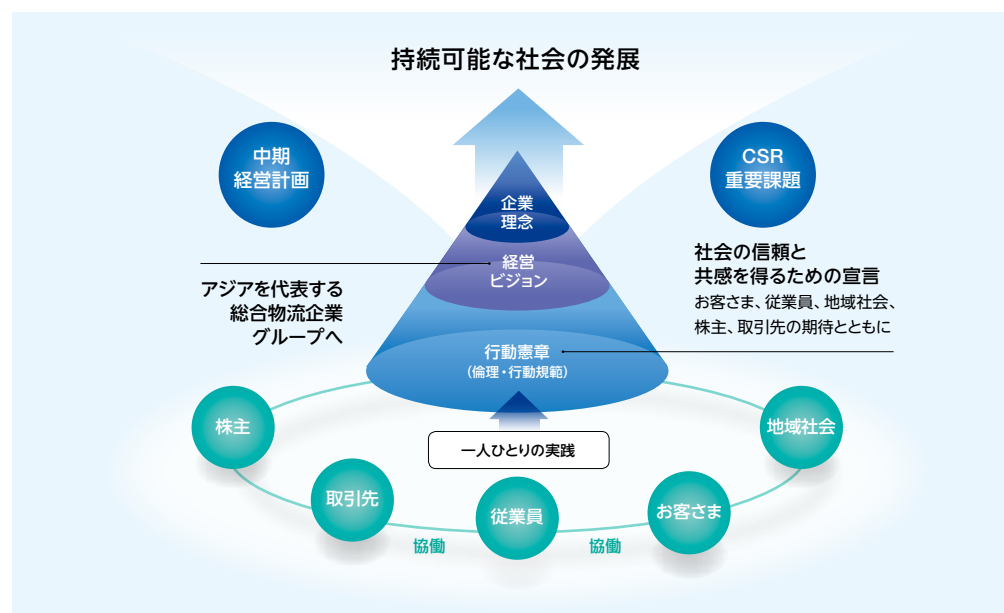 持続可能な社会の発展
中期
経営計画
CSR
重要課題
企業
理念
経営
ビジョン
アジアを代表する
総合物流企業
グループへ
社会の信頼と
共感を得るための宣言
お客さま、従業員、地域社会、
株主、取引先の期待とともに
行動憲章
(倫理・行動規範)
一人ひとりの実践
株主
取引先
従業員
お客さま
地域社会
協働
協働